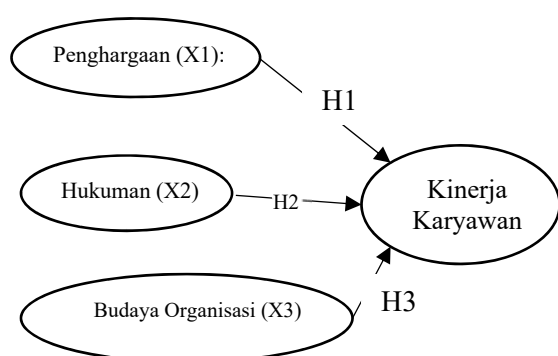 Penghargaan (X1):
H1
Hukuman (X2)
H2
Kinerja
Karyawan
Budaya Organisasi (X3)
H3